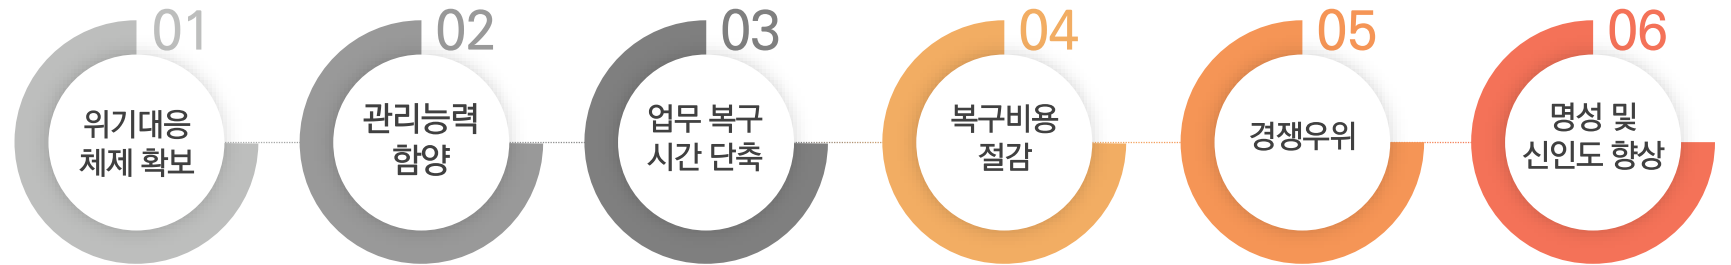 01
위기대응
체제 확보
02
관리능력
함양
03
업무 복구
시간 단축
04
복구비용
절감
05
경쟁우위
06
명성 및
신인도 향상